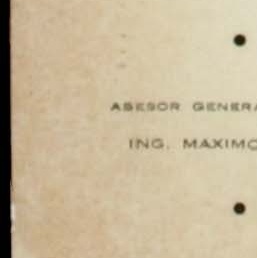 ASESOR GENERA
ING. MAXIMO